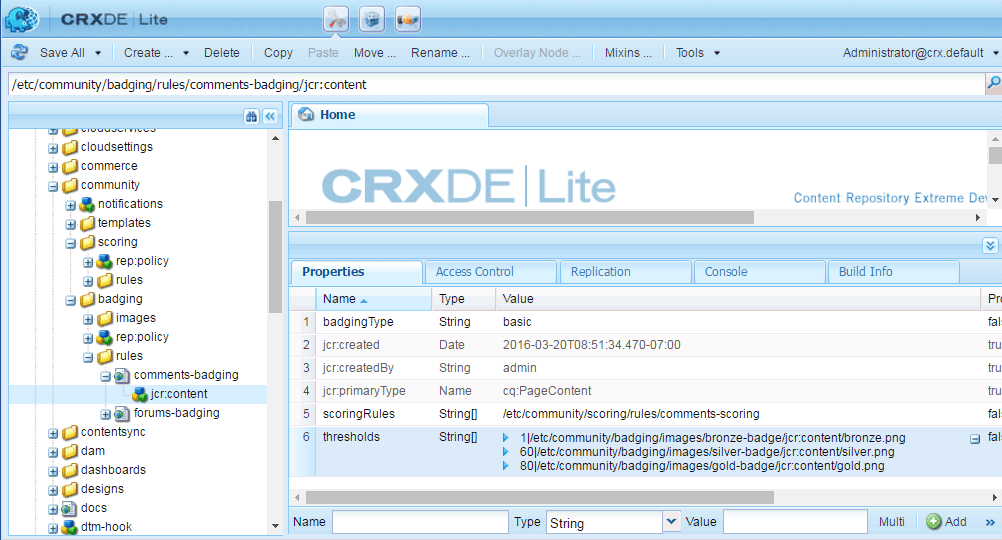 CRXDE | Lite
Save All Create ... Delete Copy Paste Move ... Rename ... Overlay Node ... Mixins ... Tools Administrator@crx.default
/etc/community/badging/rules/comments-badging/jcr:content
cloudservices
cloudsettings
commerce
community
notifications
templates
scoring
rep:policy
rules
badging
images
rep:policy
rules
comments-badging
jcr:content
forums-badging
contentsync
dam
dashboards
designs
docs
dtm-hook
Home
CRXDE | Lite
Content Repository Extreme Dev
Properties Access Control Replication Console Build Info
Name Type Value Pro
1 badgingType String basic fals
2 jcr:created Date 2016-03-20T08:51:34.470-07:00 tru
3 jcr:createdBy String admin tru
4 jcr:primaryType Name cq:PageContent tru
5 scoringRules String[] /etc/community/scoring/rules/comments-scoring fals
6 thresholds String[] 1|/etc/community/badging/images/bronze-badge/jcr:content/bronze.png fals
60|/etc/community/badging/images/silver-badge/jcr:content/silver.png
80|/etc/community/badging/images/gold-badge/jcr:content/gold.png
Name Type String Value Multi Add »